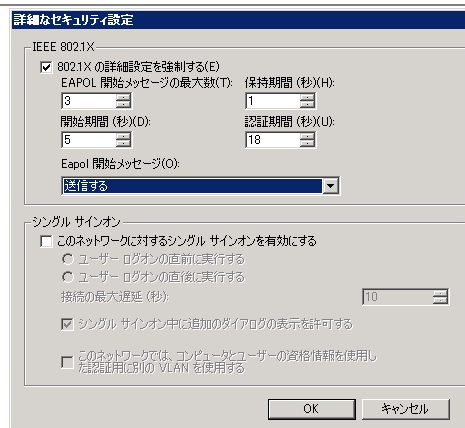 詳細なセキュリティ設定
IEEE 802.1X
802.1X の詳細設定を強制する(E)
EAPOL 開始メッセージの最大数(T): 保持期間 (秒)(H):
3 1
開始期間 (秒)(D): 認証期間 (秒)(U):
5 18
Eapol 開始メッセージ(O):
送信する
シングル サインオン
このネットワークに対するシングル サインオンを有効にする
ユーザー ログオンの直前に実行する
ユーザー ログオンの直後に実行する
接続の最大遅延 (秒): 10
シングル サインオン中に追加のダイアログの表示を許可する
このネットワークでは、コンピュータとユーザーの資格情報を使用し
た認証用に別の VLAN を使用する
OK キャンセル